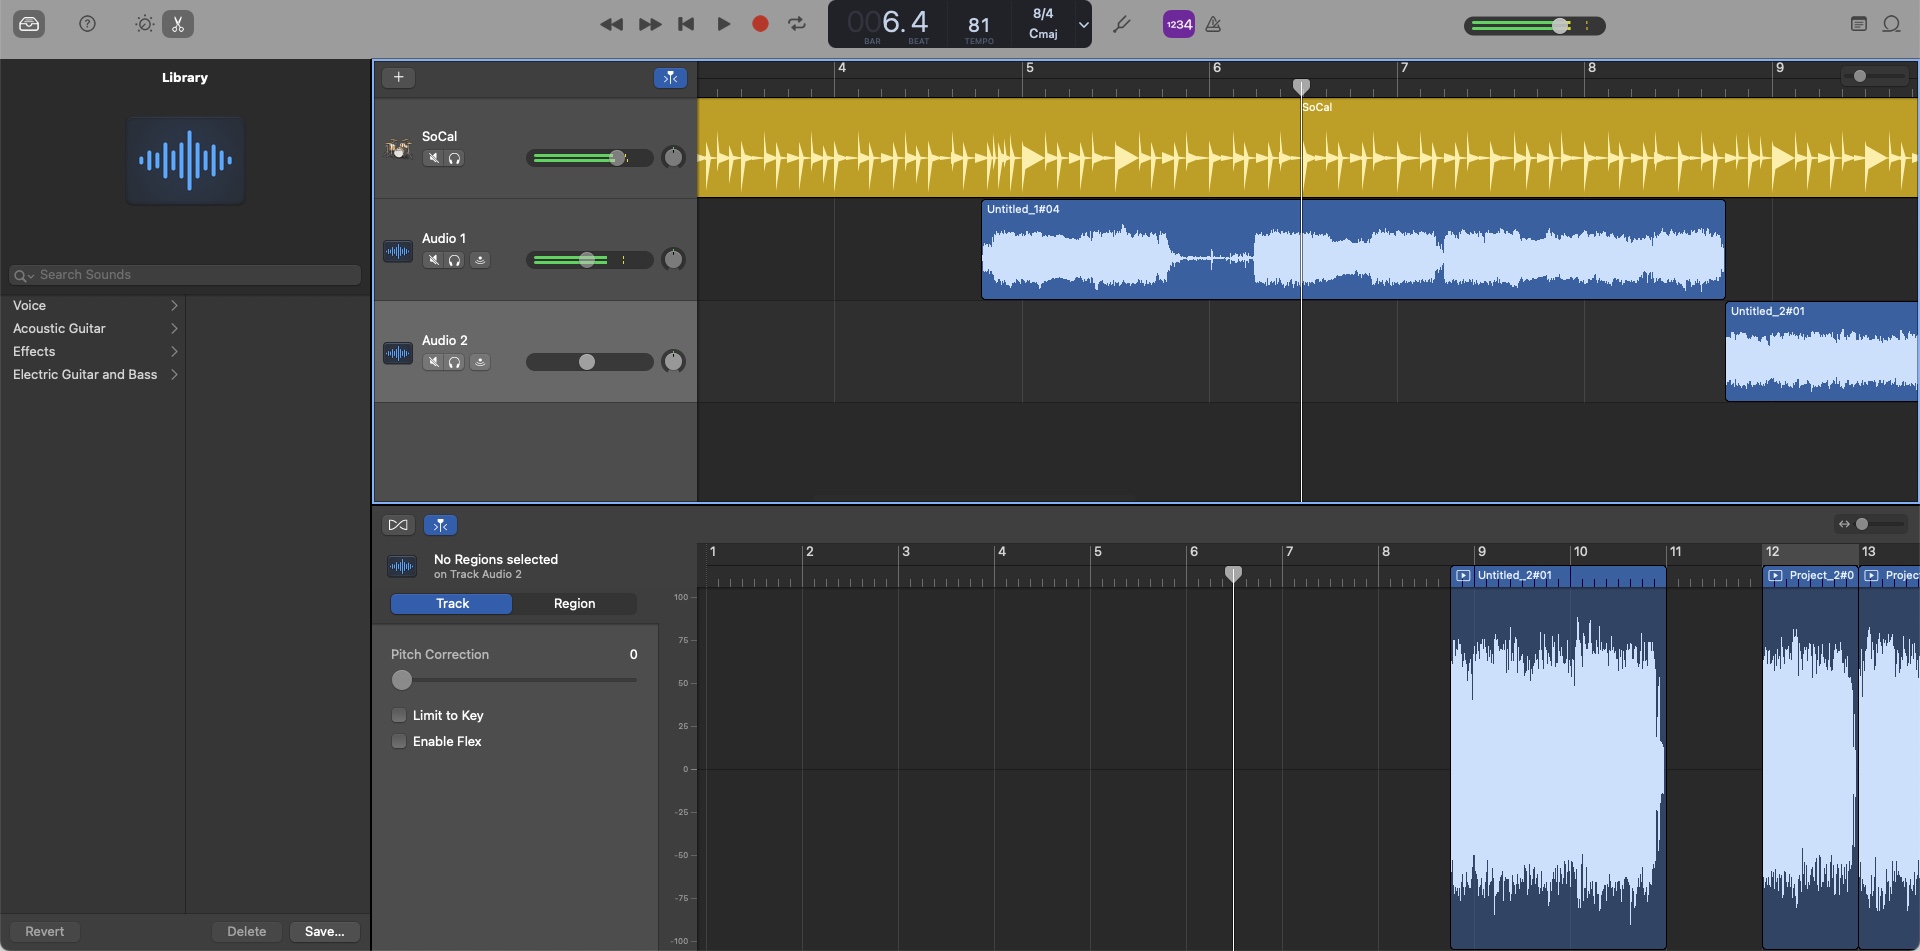 006.4
BAR
BEAT
81
TEMPO
8/4
Cmaj
1234
Library
Search Sounds
Voice
Acoustic Guitar
Effects
Electric Guitar and Bass
Revert
Delete
Save...
4
5
6
7
8
9
SoCal
SoCal
Audio 1
Untitled_1#04
Audio 2
Untitled_2#01
No Regions selected
on Track Audio 2
Track
Region
Pitch Correction
0
Limit to Key
Enable Flex
1
2
3
4
5
6
7
8
9
10
11
12
13
Untitled_2#01
Project_2#0
Projec
100
75
50
25
0
-25
-50
-75
-100